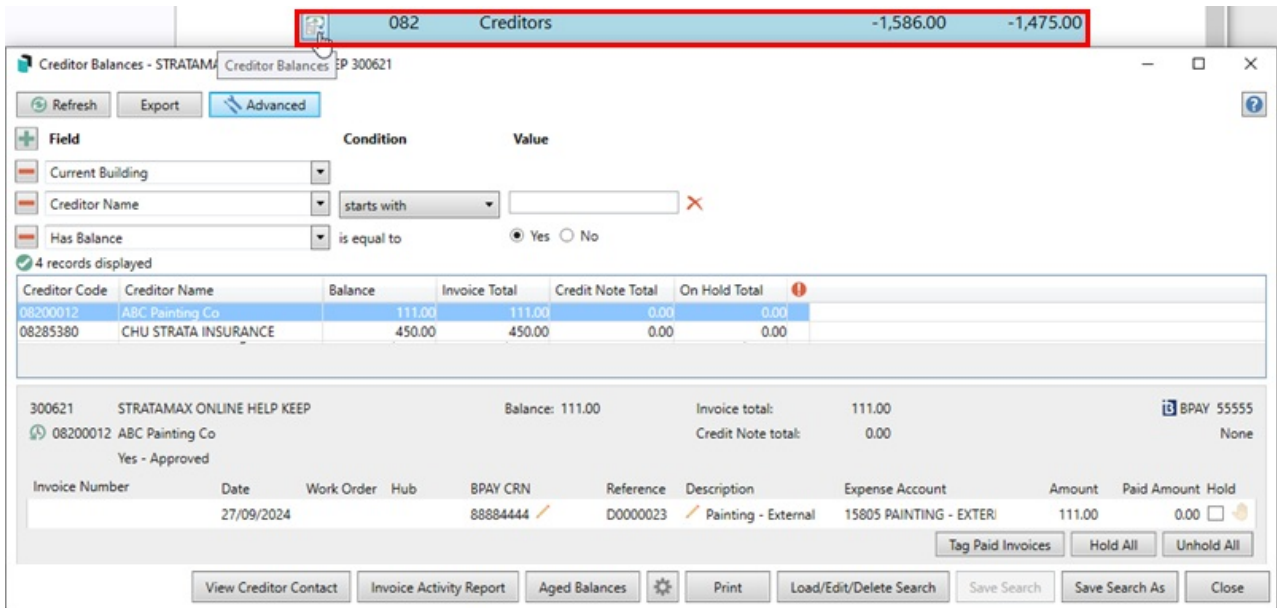 082 Creditors -1,586.00 -1,475.00
Creditor Balances - STRATAMA Creditor Balances EP 300621
Refresh Export Advanced
Field Condition Value
Current Building
Creditor Name starts with
Has Balance is equal to Yes No
4 records displayed
Creditor Code Creditor Name Balance Invoice Total Credit Note Total On Hold Total
08200012 ABC Painting Co 111.00 111.00 0.00 0.00
08285380 CHU STRATA INSURANCE 450.00 450.00 0.00 0.00
300621 STRATAMAX ONLINE HELP KEEP Balance: 111.00 Invoice total: 111.00 BPAY 55555
08200012 ABC Painting Co Credit Note total: 0.00 None
Yes - Approved
Invoice Number Date Work Order Hub BPAY CRN Reference Description Expense Account Amount Paid Amount Hold
27/09/2024 88884444 D0000023 Painting - External 15805 PAINTING - EXTER 111.00 0.00
Tag Paid Invoices Hold All Unhold All
View Creditor Contact Invoice Activity Report Aged Balances Print Load/Edit/Delete Search Save Search Save Search As Close